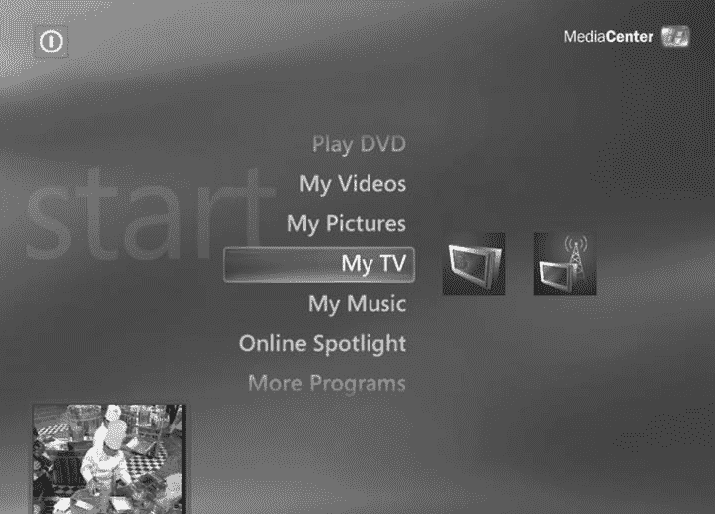 MediaCenter
start
Play DVD
My Videos
My Pictures
My TV
My Music
Online Spotlight
More Programs